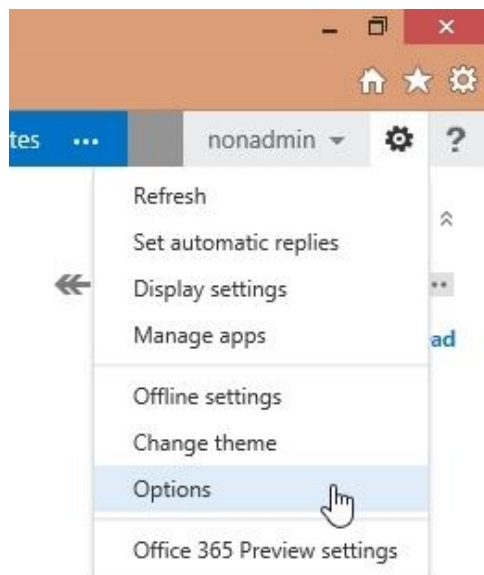 tes ...
nonadmin
?
Refresh
Set automatic replies
Display settings
Manage apps
ad
Offline settings
Change theme
Options
Office 365 Preview settings